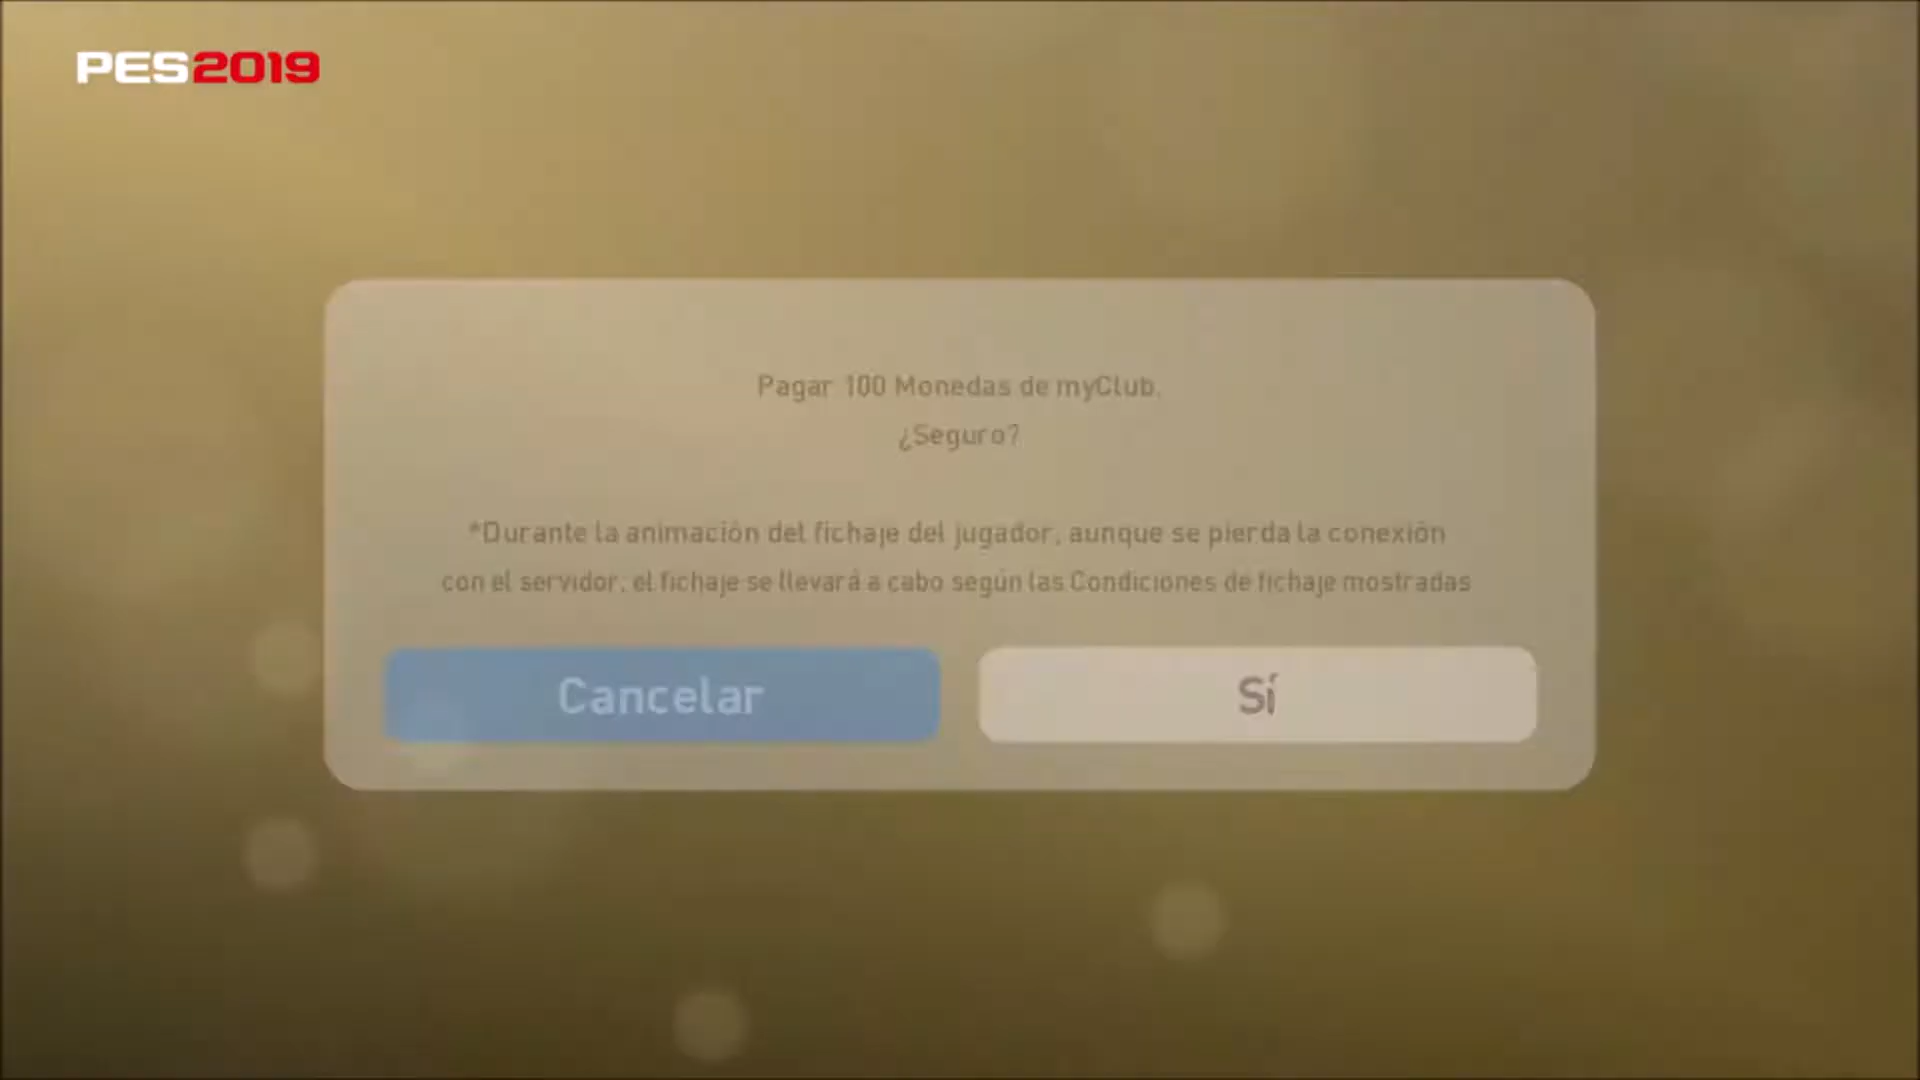 PES2019
Pagar 100 Monedas de myClub.
¿Seguro?
*Durante la animación del fichaje del jugador, aunque se pierda la conexión
con el servidor, el fichaje se llevará a cabo según las Condiciones de fichaje mostradas
Cancelar
Sí